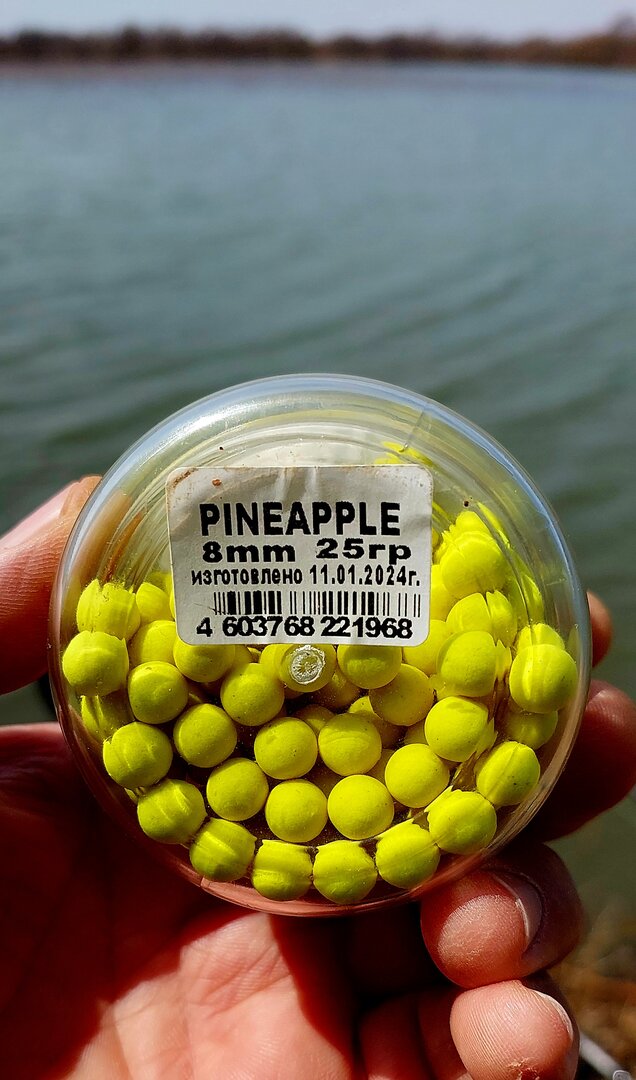 PINEAPPLE
8mm 25гр
изготовлено 11.01.2024г.
4 603768 221968